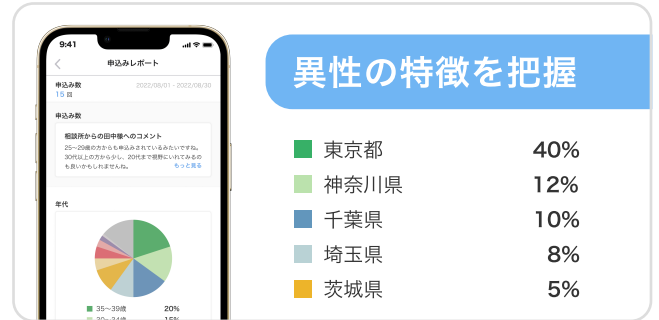 9:41
申込みレポート
申込み数
2022/06/01 - 2022/08/30
15 回
申込み数
相談所からの田中様へのコメント
25〜29歳の方からも申込みされているみたいですね。
30代以上の方から少し、20代まで視野にいれてみるの
も良いかもしれませんね。
もっと見る
年代
35〜39歳 20%
30〜34歳 15%
異性の特徴を把握
東京都 40%
神奈川県 12%
千葉県 10%
埼玉県 8%
茨城県 5%